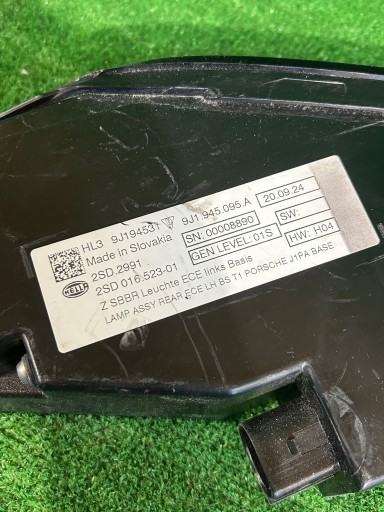 HL3 9J194531 9J1.945.095.A 20.09.24
Made in Slovakia SN: 00008890 SW:
2SD.2991 GEN LEVEL: 01S HW: H04
HELLA 2SD 016.523-01
Z SBBR Leuchte ECE links Basis
LAMP ASSY RBAR ECE LH BS T1 PORSCHE J1PA BASE